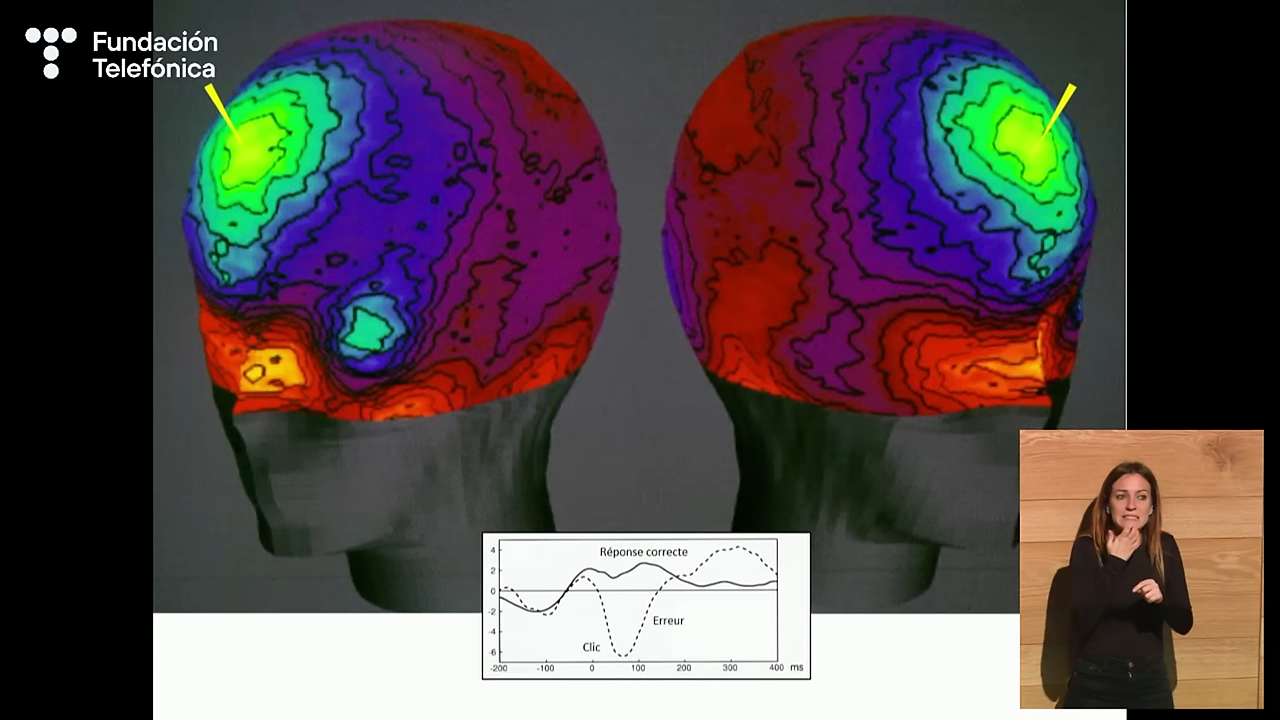 Fundación
Telefónica
Réponse correcte
Erreur
Clic
4
2
0
-2
-4
-6
-200
-100
0
100
200
300
400
ms